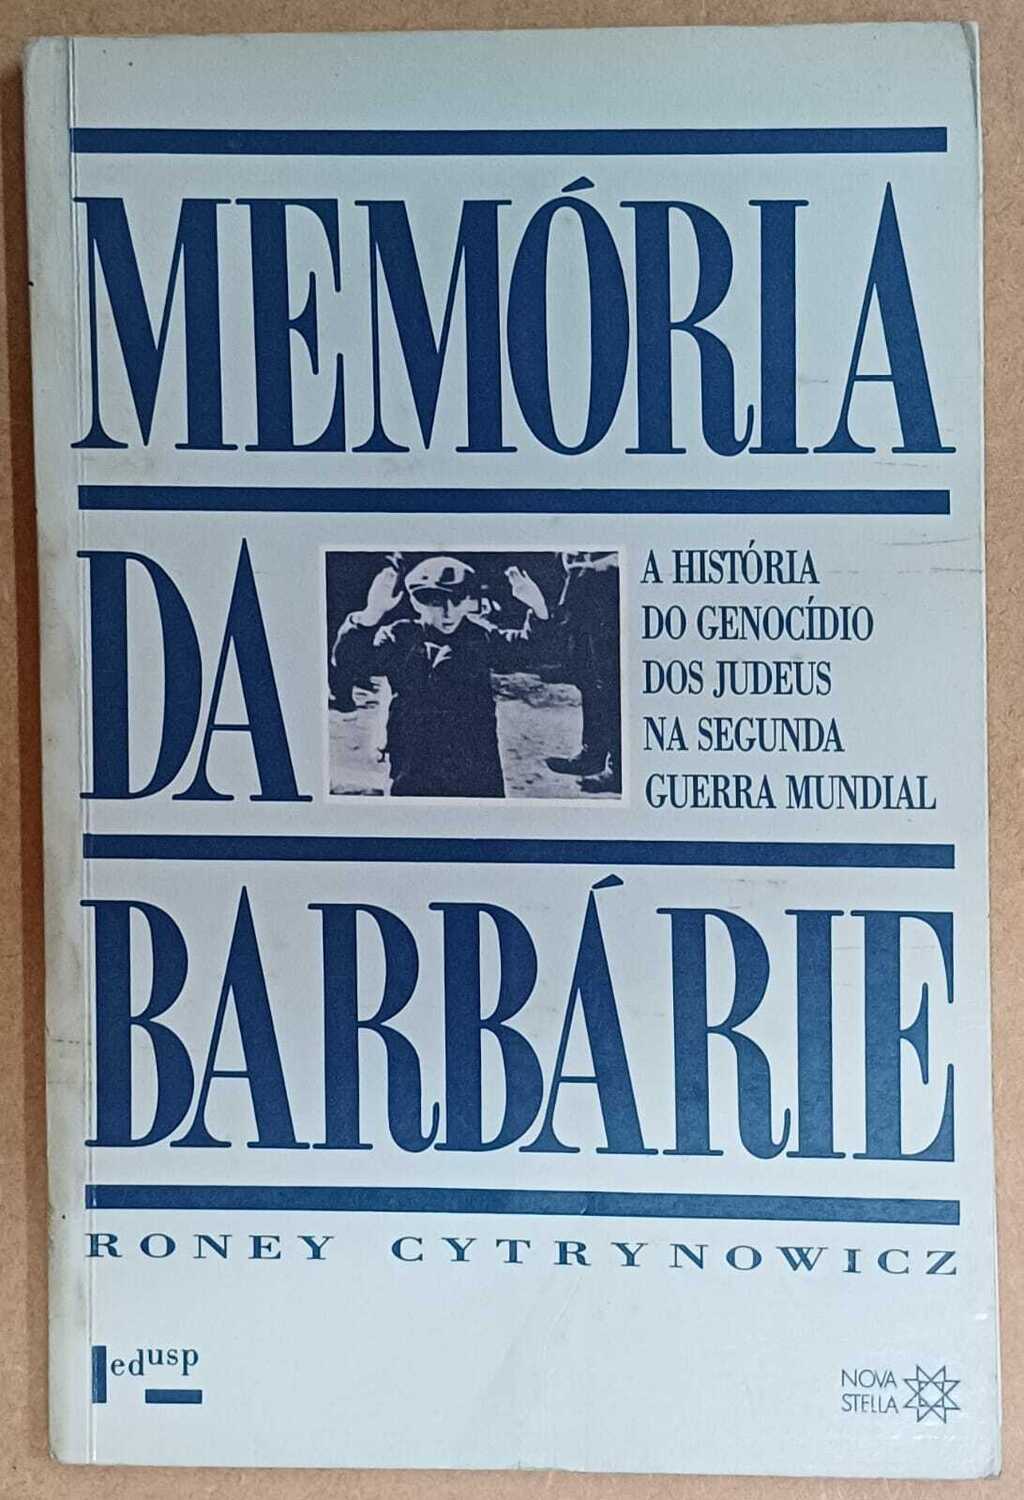 MEMÓRIA
DA
A HISTÓRIA
DO GENOCÍDIO
DOS JUDEUS
NA SEGUNDA
GUERRA MUNDIAL
BARBÁRIE
RONEY CYTRYNOWICZ
edusp
NOVA
STELLA